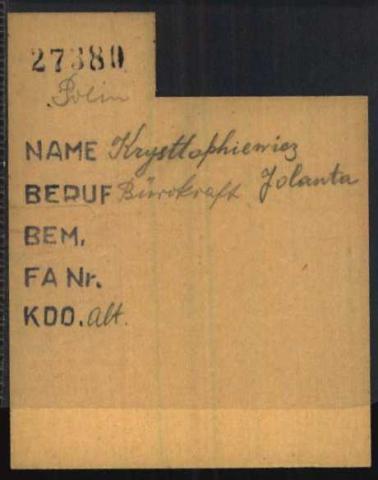 27380
Polin
NAME Krysttophiewicz
Jolanta
BERUF Bürokraft
BEM.
FA Nr.
KDO. alt.